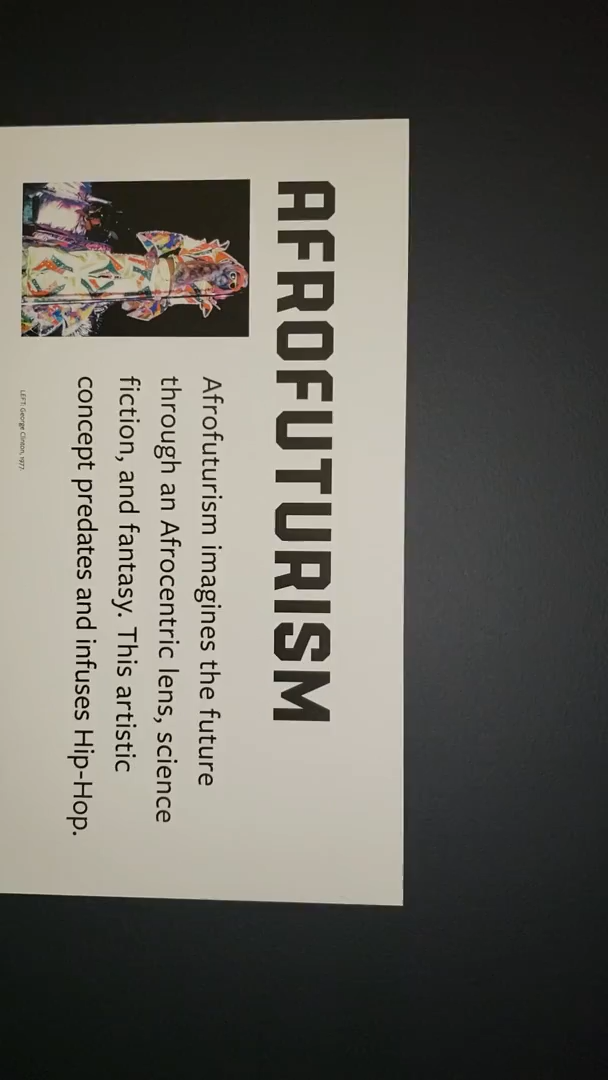 AFROFUTURISM
Afrofuturism imagines the future
through an Afrocentric lens, science
fiction, and fantasy. This artistic
concept predates and infuses Hip-Hop.
LEFT: George Clinton, 1977.